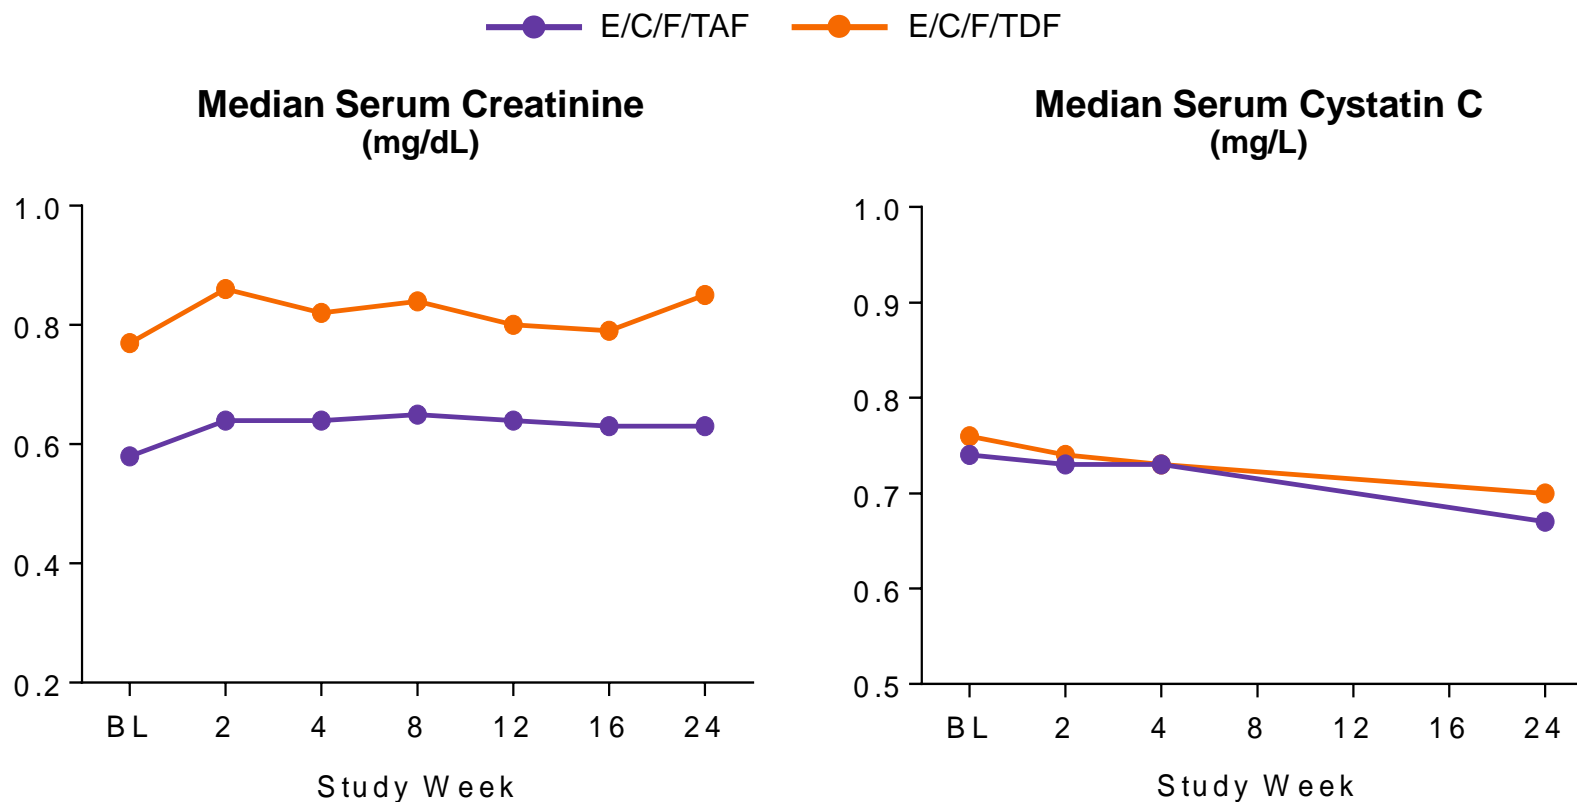 E/C/F/TAF E/C/F/TDF
Median Serum Creatinine
(mg/dL)
1.0
0.8
0.6
0.4
0.2
BL 2 4 8 12 16 24
Study Week
Median Serum Cystatin C
(mg/L)
1.0
0.9
0.8
0.7
0.6
0.5
BL 2 4 8 12 16 24
Study Week